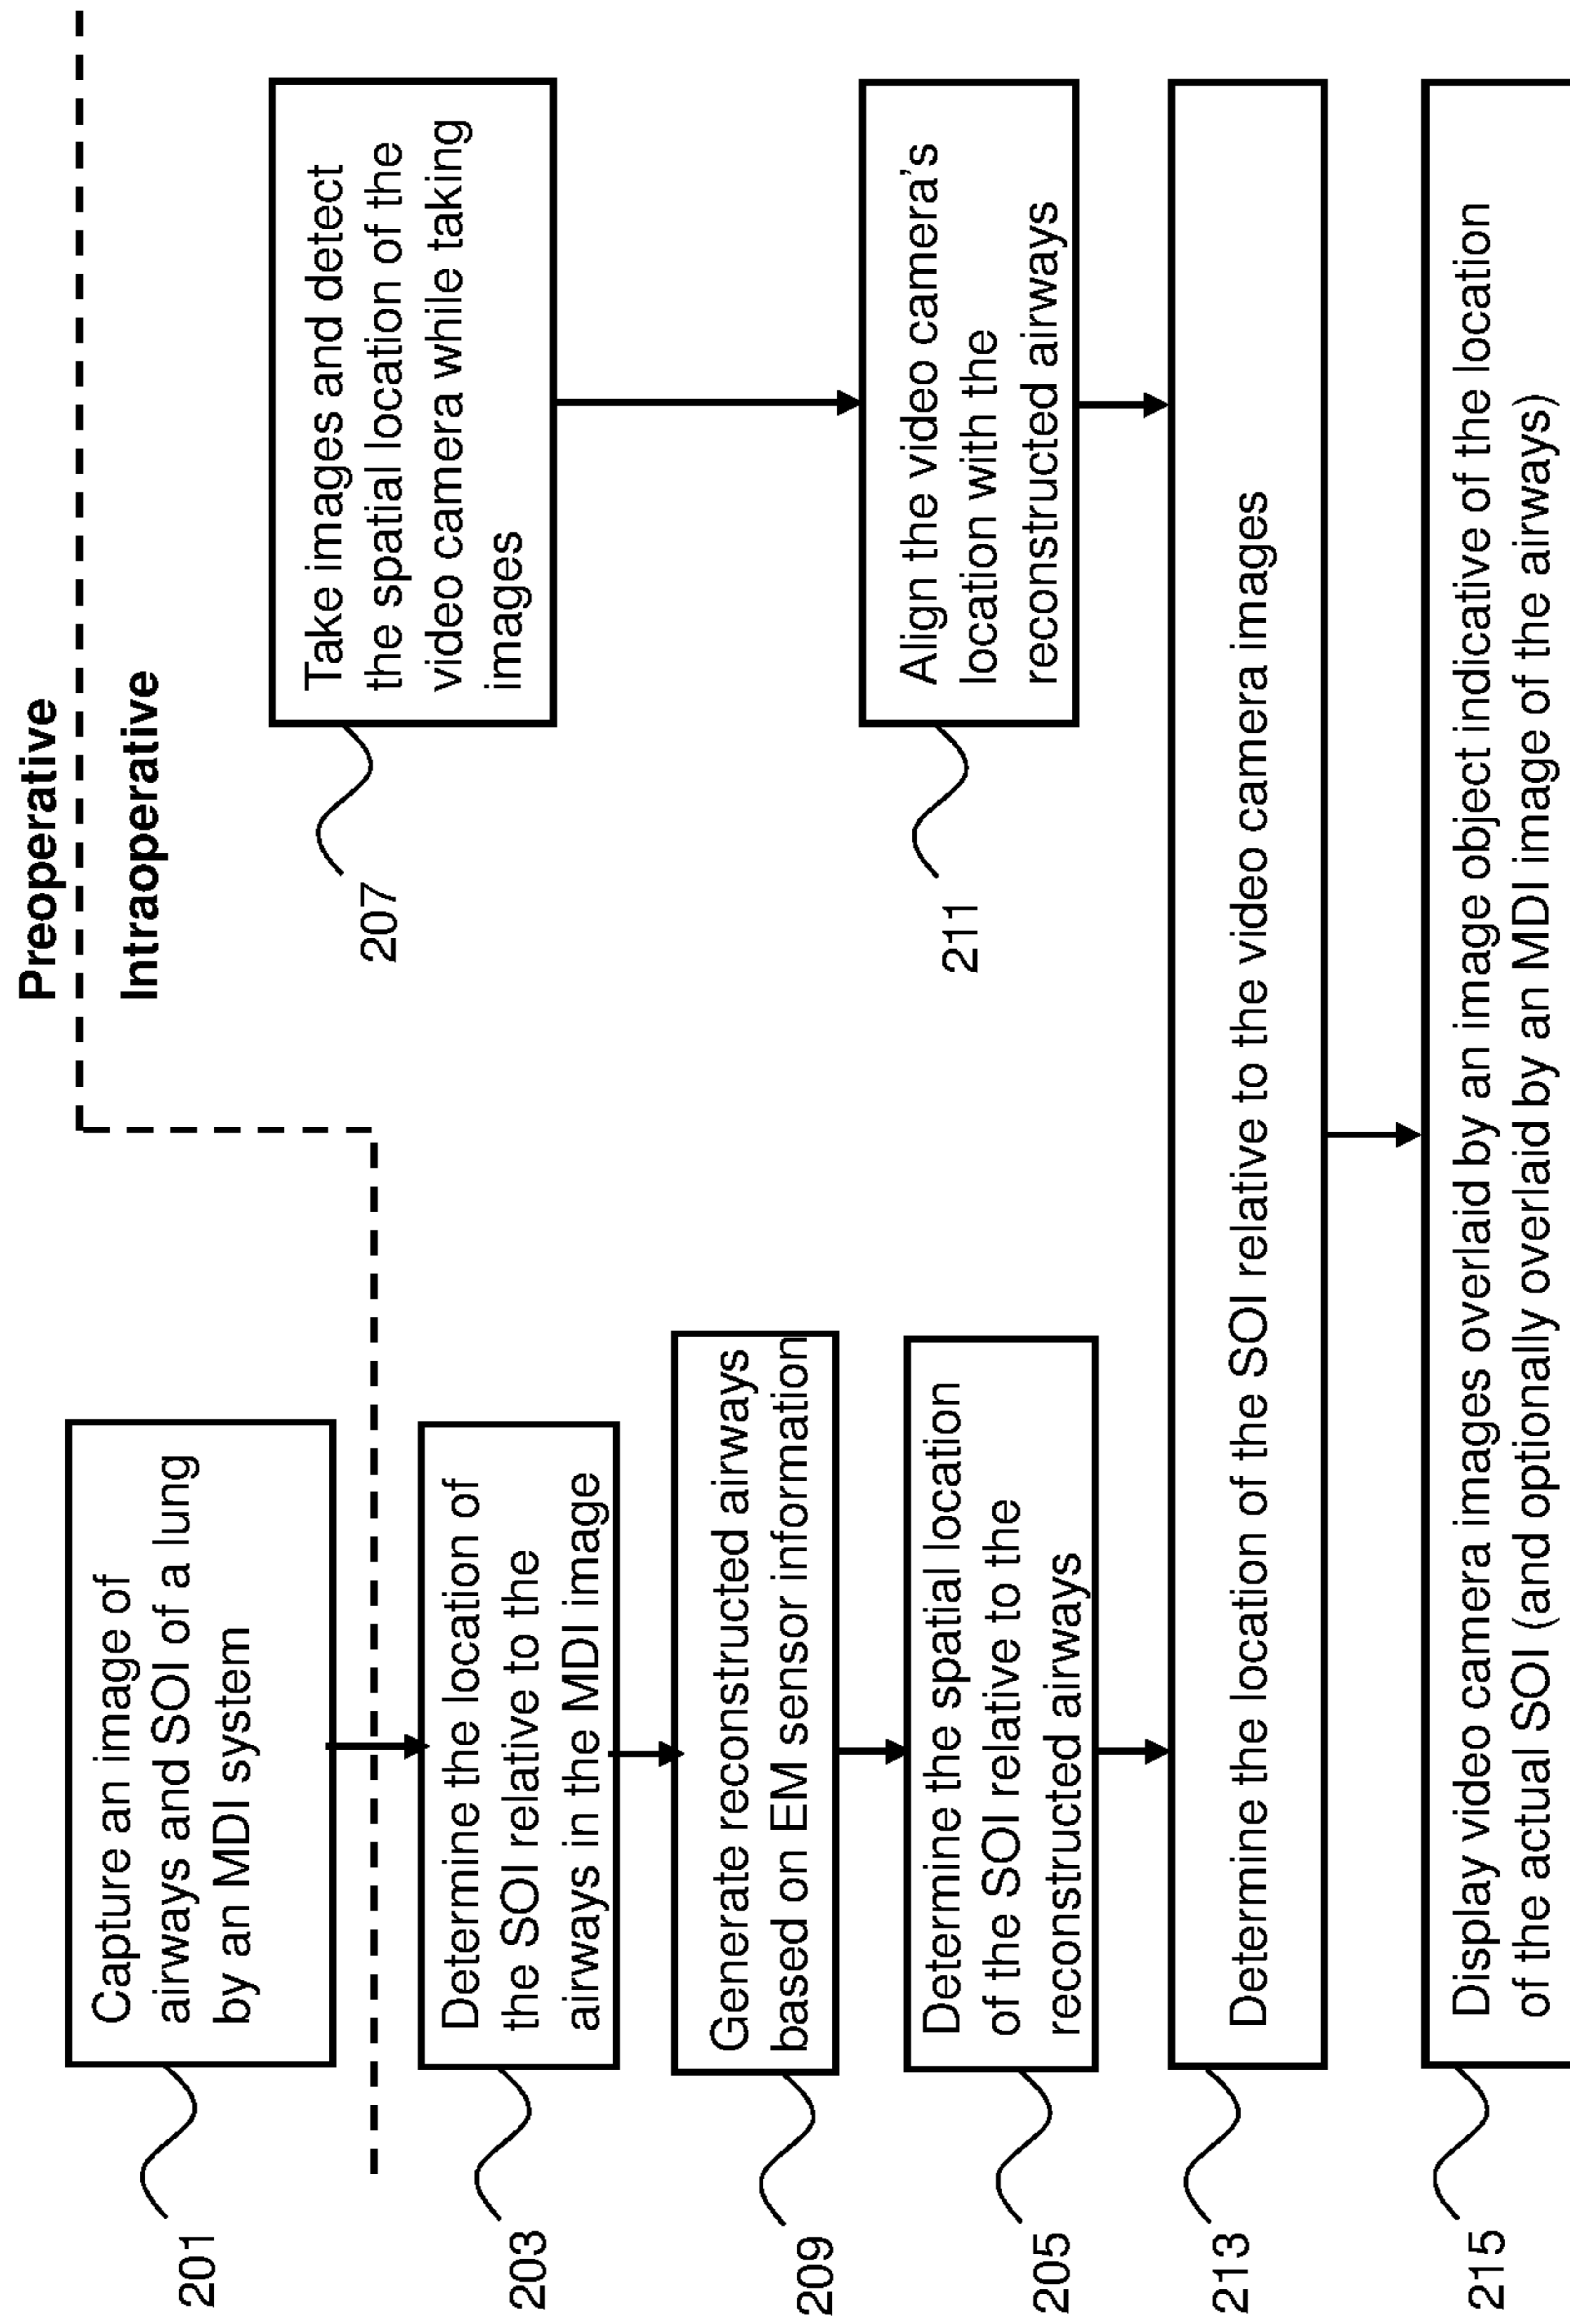 Preoperative
Intraoperative
Capture an image of
airways and SOI of a lung
by an MDI system
201
Take images and detect
the spatial location of the
video camera while taking
images
207
Determine the location of
the SOI relative to the
airways in the MDI image
203
Generate reconstructed airways
based on EM sensor information
209
Determine the spatial location
of the SOI relative to the
reconstructed airways
205
Align the video camera's
location with the
reconstructed airways
211
Determine the location of the SOI relative to the video camera images
213
Display video camera images overlaid by an image object indicative of the location
of the actual SOI (and optionally overlaid by an MDI image of the airways)
215